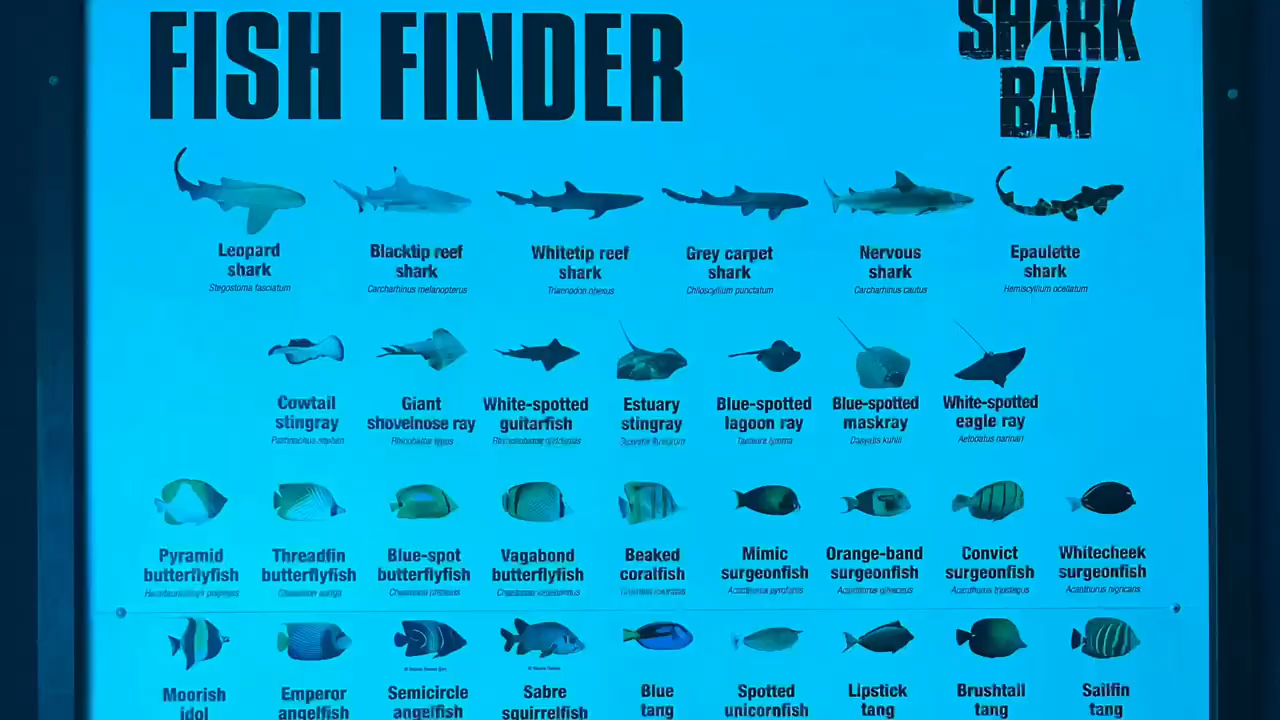 FISH FINDER
SHARK
BAY
Leopard
shark
Stegostoma fasciatum
Blacktip reef
shark
Carcharhinus melanopterus
Whitetip reef
shark
Triaenodon obesus
Grey carpet
shark
Chiloscyllium punctatum
Nervous
shark
Carcharhinus cautus
Epaulette
shark
Hemiscyllium ocellatum
Cowtail
stingray
Giant
shovelnose ray
White-spotted
guitarfish
Estuary
stingray
Blue-spotted
lagoon ray
Taeniura lymma
Blue-spotted
maskray
Dasyatis kuhlii
White-spotted
eagle ray
Aetobatus narinari
Pyramid
butterflyfish
Threadfin
butterflyfish
Chaetodon auriga
Blue-spot
butterflyfish
Vagabond
butterflyfish
Beaked
coralfish
Mimic
surgeonfish
Acanthurus pyroferus
Orange-band
surgeonfish
Acanthurus olivaceus
Convict
surgeonfish
Acanthurus triostegus
Whitecheek
surgeonfish
Acanthurus nigricans
Moorish
idol
Emperor
angelfish
Semicircle
angelfish
Sabre
squirrelfish
Blue
tang
Spotted
unicornfish
Lipstick
tang
Brushtail
tang
Sailfin
tang